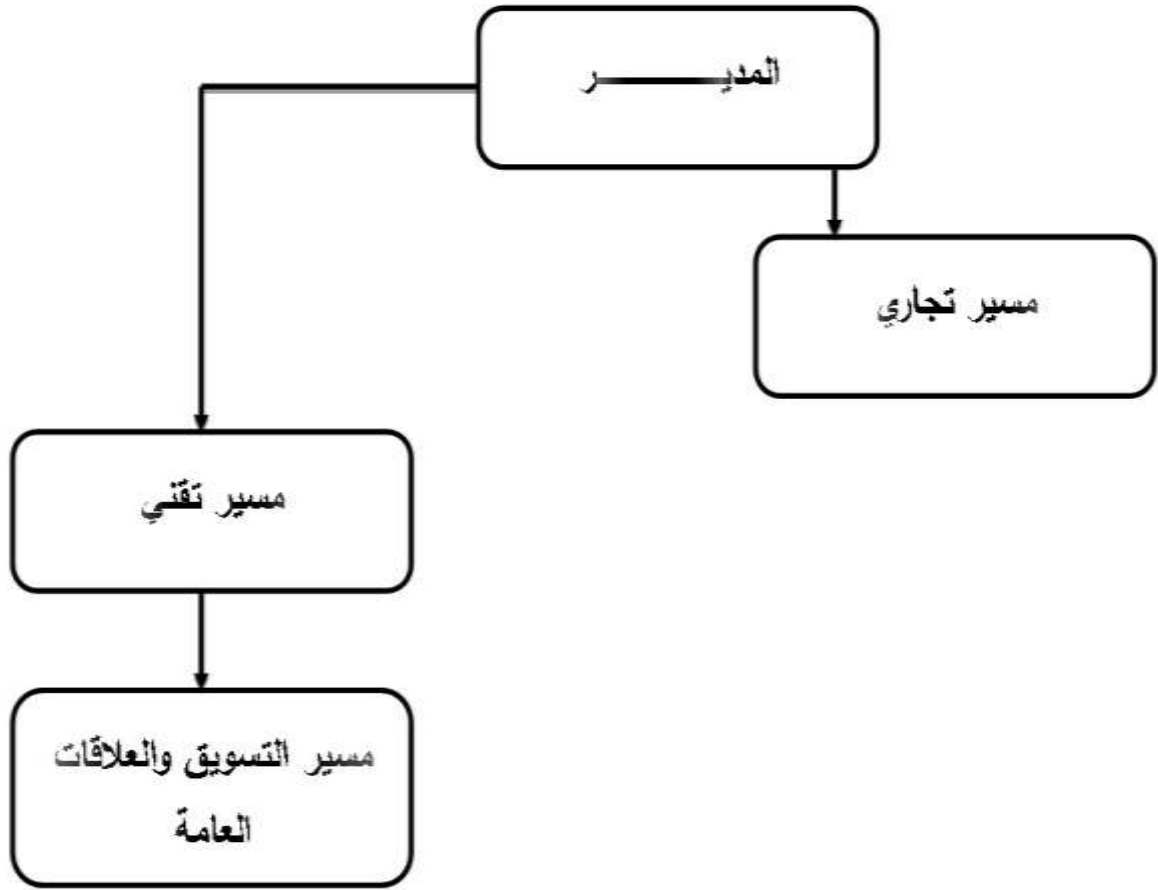 المديـــــــــر
مسير تجاري
مسير تقني
مسير التسويق والعلاقات
العامة